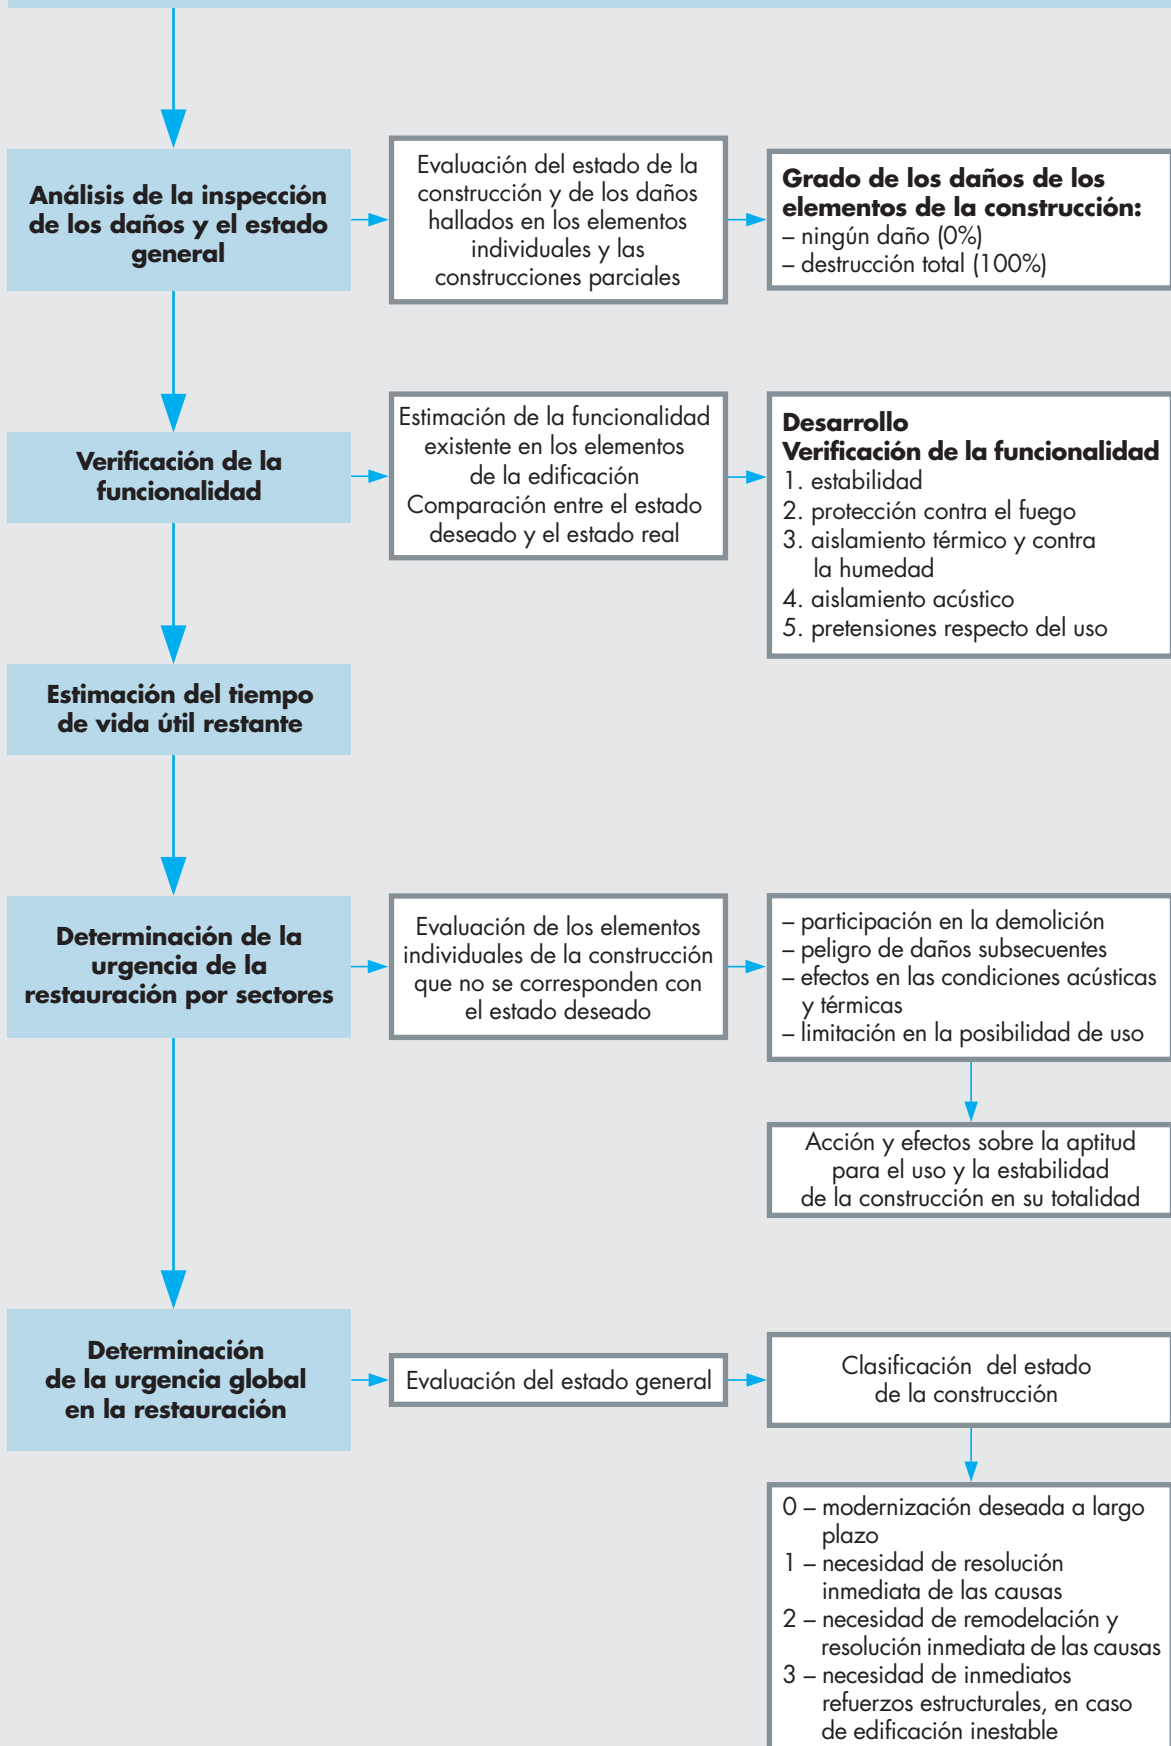 Análisis de la inspección
de los daños y el estado
general
Evaluación del estado de la
construcción y de los daños
hallados en los elementos
individuales y las
construcciones parciales
Grado de los daños de los
elementos de la construcción:
– ningún daño (0%)
– destrucción total (100%)
Verificación de la
funcionalidad
Estimación de la funcionalidad
existente en los elementos
de la edificación
Comparación entre el estado
deseado y el estado real
Desarrollo
Verificación de la funcionalidad
1. estabilidad
2. protección contra el fuego
3. aislamiento térmico y contra
la humedad
4. aislamiento acústico
5. pretensiones respecto del uso
Estimación del tiempo
de vida útil restante
Determinación de la
urgencia de la
restauración por sectores
Evaluación de los elementos
individuales de la construcción
que no se corresponden con
el estado deseado
– participación en la demolición
– peligro de daños subsecuentes
– efectos en las condiciones acústicas
y térmicas
– limitación en la posibilidad de uso
Acción y efectos sobre la aptitud
para el uso y la estabilidad
de la construcción en su totalidad
Determinación
de la urgencia global
en la restauración
Evaluación del estado general
Clasificación del estado
de la construcción
0 – modernización deseada a largo
plazo
1 – necesidad de resolución
inmediata de las causas
2 – necesidad de remodelación y
resolución inmediata de las causas
3 – necesidad de inmediatos
refuerzos estructurales, en caso
de edificación inestable